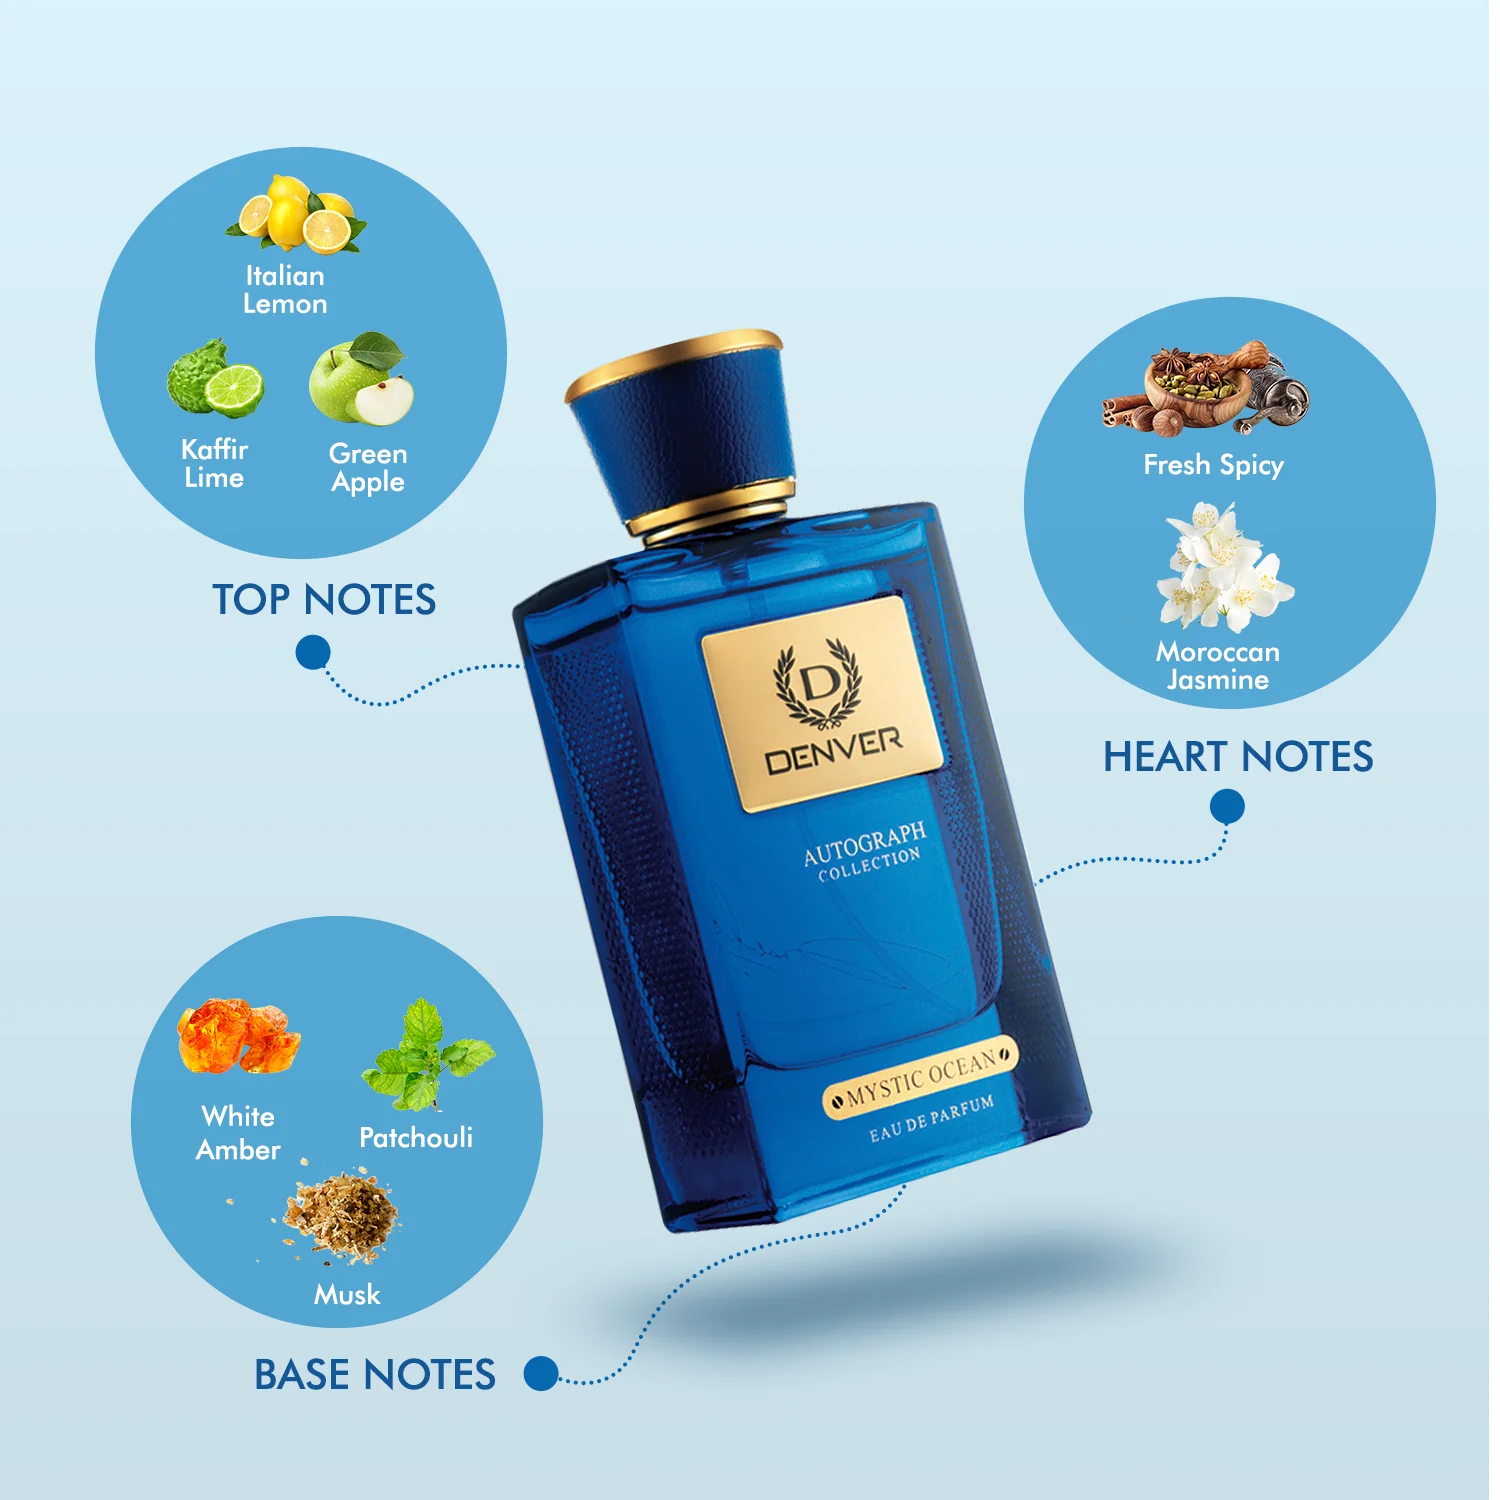 Italian
Lemon
Kaffir
Lime
Green
Apple
TOP NOTES
Fresh Spicy
Moroccan
Jasmine
HEART NOTES
D
DENVER
AUTOGRAPH
COLLECTION
MYSTIC OCEAN
EAU DE PARFUM
White
Amber
Patchouli
Musk
BASE NOTES